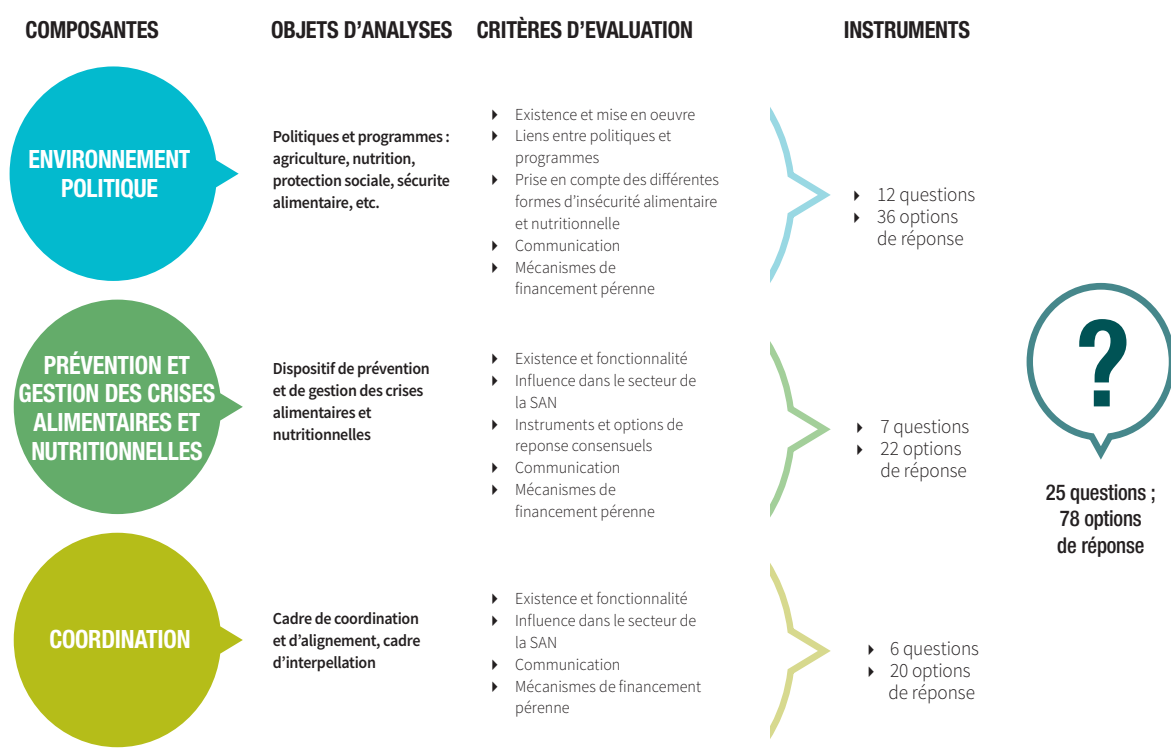 COMPOSANTES
OBJETS D'ANALYSES
CRITÈRES D'EVALUATION
INSTRUMENTS
ENVIRONNEMENT
POLITIQUE
Politiques et programmes :
agriculture, nutrition,
protection sociale, sécurite
alimentaire, etc.
Existence et mise en oeuvre
Liens entre politiques et
programmes
Prise en compte des différentes
formes d'insécurité alimentaire
et nutritionnelle
Communication
Mécanismes de
financement pérenne
12 questions
36 options
de réponse
PRÉVENTION ET
GESTION DES CRISES
ALIMENTAIRES ET
NUTRITIONNELLES
Dispositif de prévention
et de gestion des crises
alimentaires et
nutritionnelles
Existence et fonctionnalité
Influence dans le secteur de
la SAN
Instruments et options de
reponse consensuels
Communication
Mécanismes de
financement pérenne
7 questions
22 options
de réponse
COORDINATION
Cadre de coordination
et d'alignement, cadre
d'interpellation
Existence et fonctionnalité
Influence dans le secteur de
la SAN
Communication
Mécanismes de financement
pérenne
6 questions
20 options
de réponse
?
25 questions ;
78 options
de réponse